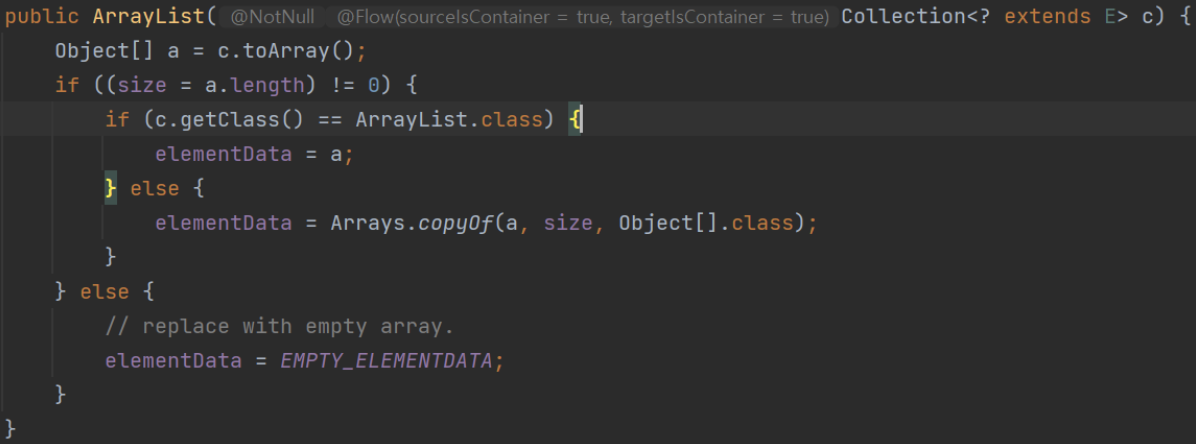 public ArrayList( @NotNull @Flow(sourceIsContainer = true, targetIsContainer = true) Collection<? extends E> c) {
    Object[] a = c.toArray();
    if ((size = a.length) != 0) {
        if (c.getClass() == ArrayList.class) {
            elementData = a;
        } else {
            elementData = Arrays.copyOf(a, size, Object[].class);
        }
    } else {
        // replace with empty array.
        elementData = EMPTY_ELEMENTDATA;
    }
}